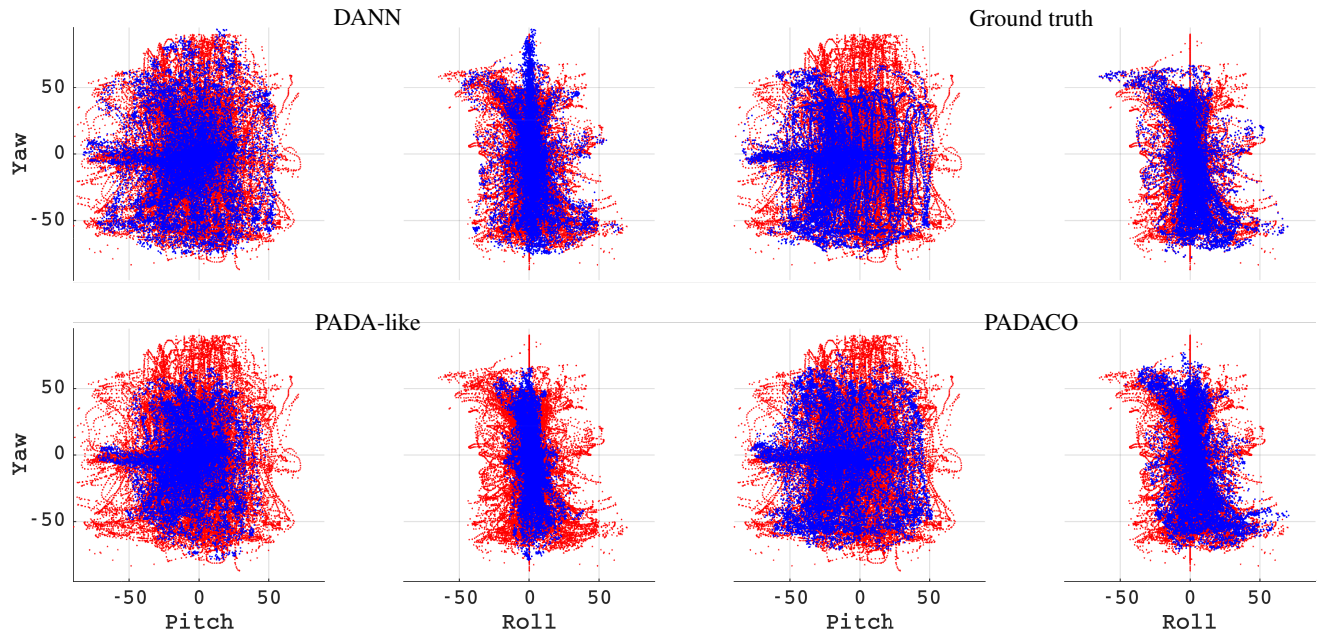 DANN Ground truth
50
0
-50
Yaw
PADA-like PADACO
50
0
-50
Yaw
-50 0 50 -50 0 50 -50 0 50 -50 0 50
Pitch Roll Pitch Roll